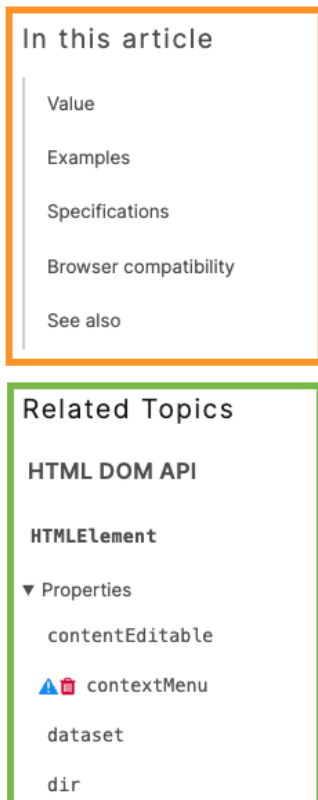 In this article
Value
Examples
Specifications
Browser compatibility
See also
Related Topics
HTML DOM API
HTMLElement
▼ Properties
contentEditable
contextMenu
dataset
dir